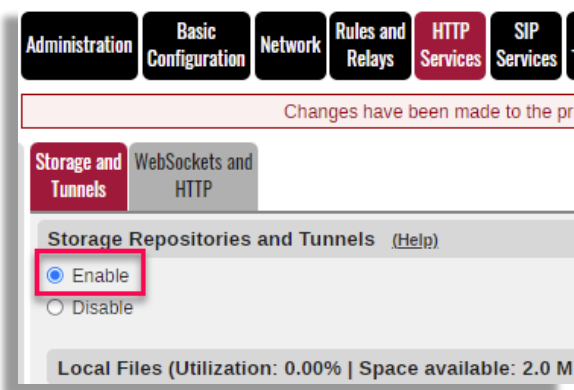 Administration
Basic
Configuration
Network
Rules and
Relays
HTTP
Services
SIP
Services
Changes have been made to the pr
Storage and
Tunnels
WebSockets and
HTTP
Storage Repositories and Tunnels (Help)
Enable
Disable
Local Files (Utilization: 0.00% | Space available: 2.0 M